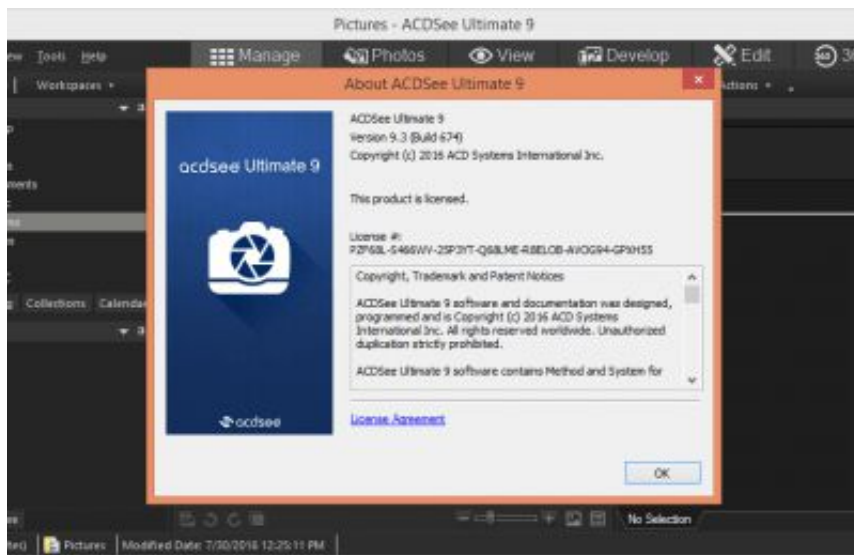 Pictures - ACDSee Ultimate 9
Tools Help
Manage Photos View Develop Edit
Workspaces
Actions
About ACDSee Ultimate 9
ACDSee Ultimate 9
Version 9.3 (Build 674)
Copyright (c) 2016 ACD Systems International Inc.
acdsee Ultimate 9
This product is licensed.
License #:
Copyright, Trademark and Patent Notices
ACDSee Ultimate 9 software and documentation was designed,
programmed and is Copyright (c) 2016 ACD Systems
International Inc. All rights reserved worldwide. Unauthorized
duplication strictly prohibited.
ACDSee Ultimate 9 software contains Method and System for
Collections
acdsee
License Agreement
OK
No Selection
Pictures Modified Date: 7/30/2016 12:25:11 PM